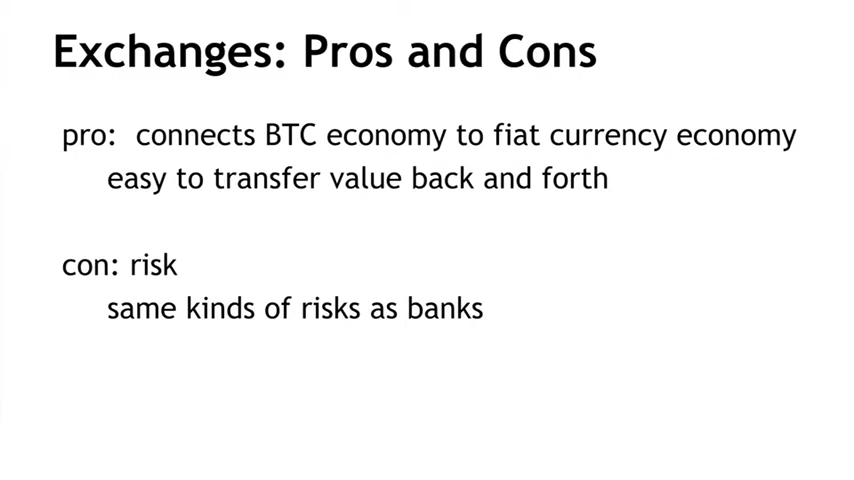 Exchanges: Pros and Cons
pro: connects BTC economy to fiat currency economy
easy to transfer value back and forth
con: risk
same kinds of risks as banks